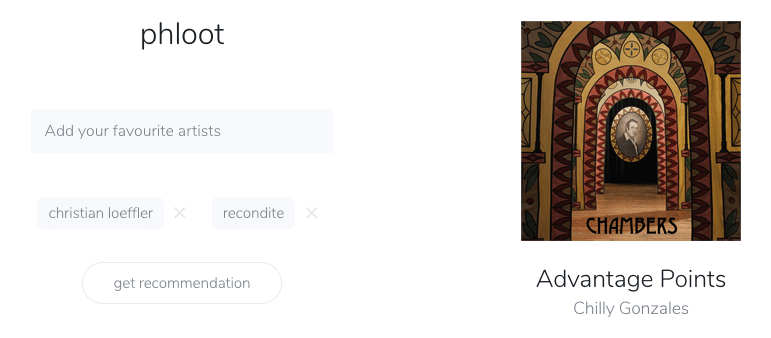 phloot
Add your favourite artists
christian loeffler
recondite
get recommendation
CHAMBERS
Advantage Points
Chilly Gonzales